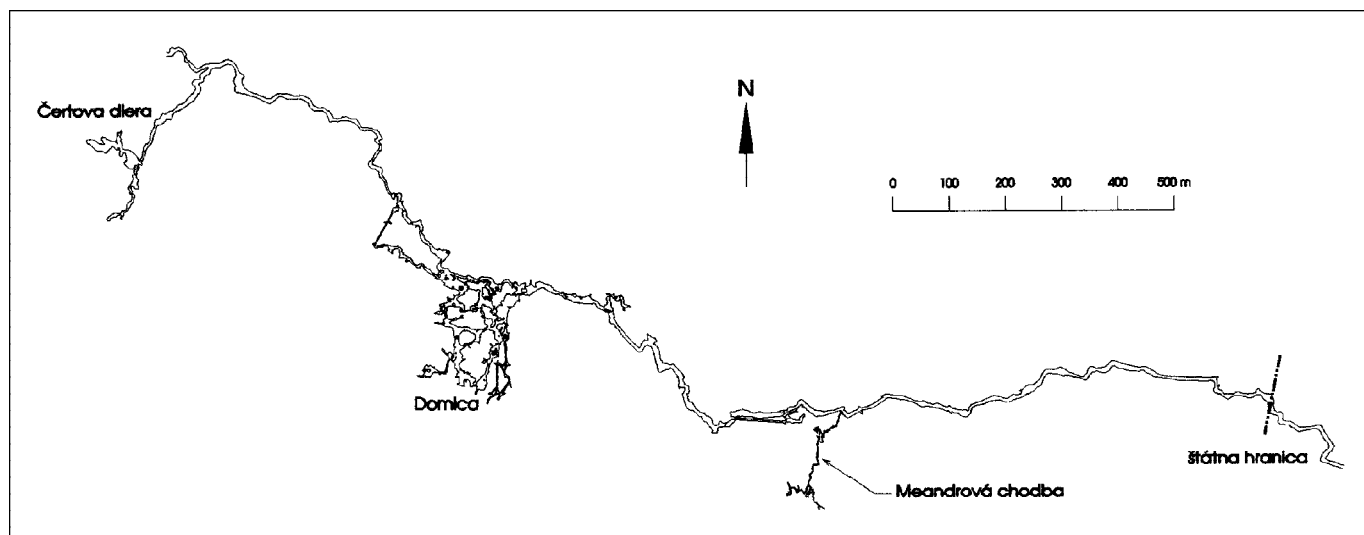 Čertova diera
N
0 100 200 300 400 500 m
Domica
štátna hranica
Meandrová chodba